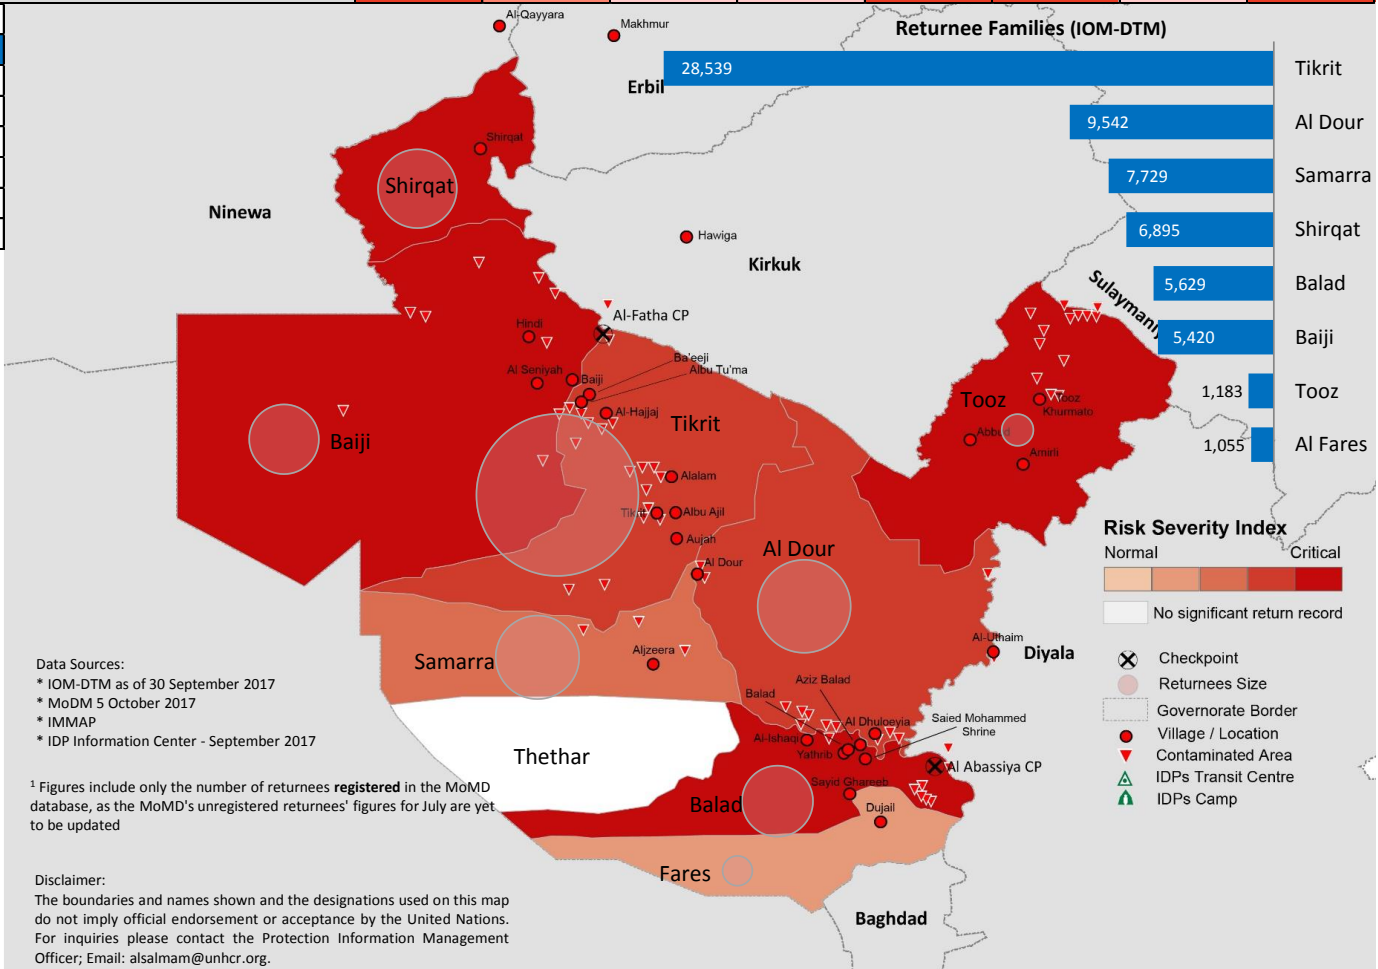 Al-Qayyara
Makhmur
Erbil
Returnee Families (IOM-DTM)
28,539 Tikrit
9,542 Al Dour
7,729 Samarra
6,895 Shirqat
5,629 Balad
5,420 Baiji
1,183 Tooz
1,055 Al Fares
Shirqat
Shirqat
Ninewa
Hawiga
Kirkuk
Al-Fatha CP
Hindi
Ba'eeji
Albu Tu'ma
Al Seniyah
Baiji
Al-Hajjaj
Tikrit
Baiji
Alalam
Tikrit
Albu Ajil
Aujah
Al Dour
Al Dour
Tooz
Tooz
Khurmato
Abbud
Amirli
Samarra
Aljzeera
Al-Uthaim
Diyala
Thethar
Aziz Balad
Balad
Al Dhuloeyia
Saied Mohammed
Shrine
Al-Ishaqi
Yathrib
Al Abassiya CP
Sayid Ghareeb
Balad
Dujail
Fares
Baghdad
Risk Severity Index
Normal Critical
No significant return record
Checkpoint
Returnees Size
Governorate Border
Village / Location
Contaminated Area
IDPs Transit Centre
IDPs Camp
Data Sources:
* IOM-DTM as of 30 September 2017
* MoDM 5 October 2017
* IMMAP
* IDP Information Center - September 2017
1 Figures include only the number of returnees registered in the MoMD
database, as the MoMD's unregistered returnees' figures for July are yet
to be updated
Disclaimer:
The boundaries and names shown and the designations used on this map
do not imply official endorsement or acceptance by the United Nations.
For inquiries please contact the Protection Information Management
Officer; Email: alsalmam@unhcr.org.